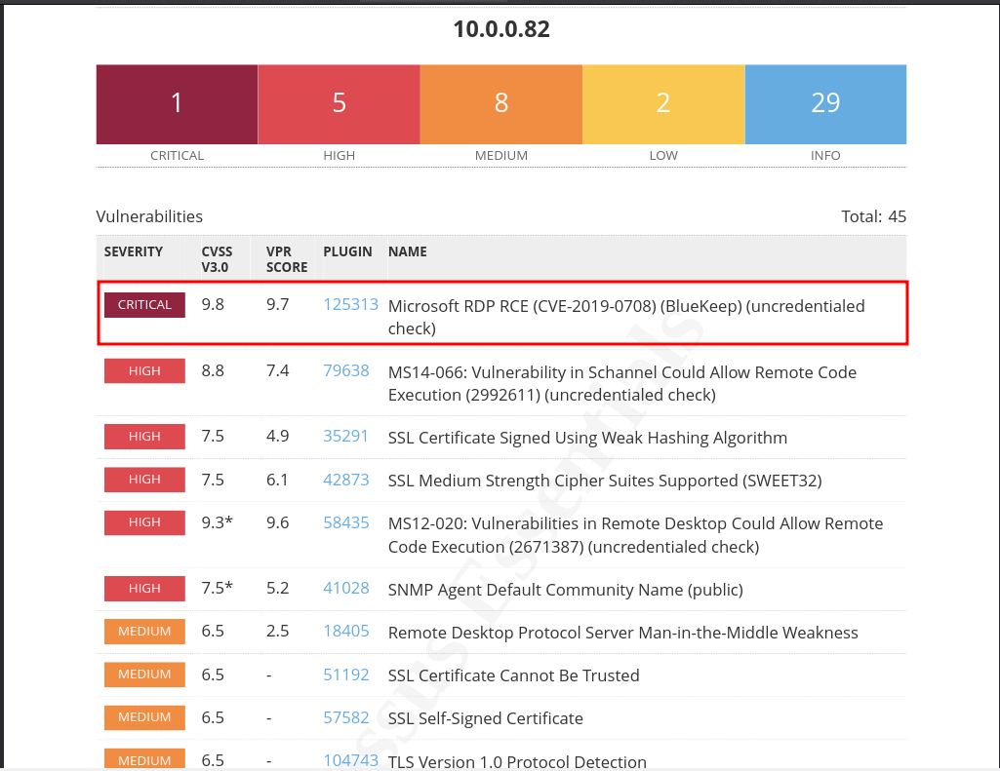 10.0.0.82
1 5 8 2 29
CRITICAL HIGH MEDIUM LOW INFO
Vulnerabilities Total: 45
SEVERITY CVSS V3.0 VPR SCORE PLUGIN NAME
CRITICAL 9.8 9.7 125313 Microsoft RDP RCE (CVE-2019-0708) (BlueKeep) (uncredentialed
check)
HIGH 8.8 7.4 79638 MS14-066: Vulnerability in Schannel Could Allow Remote Code
Execution (2992611) (uncredentialed check)
HIGH 7.5 4.9 35291 SSL Certificate Signed Using Weak Hashing Algorithm
HIGH 7.5 6.1 42873 SSL Medium Strength Cipher Suites Supported (SWEET32)
HIGH 9.3* 9.6 58435 MS12-020: Vulnerabilities in Remote Desktop Could Allow Remote
Code Execution (2671387) (uncredentialed check)
HIGH 7.5* 5.2 41028 SNMP Agent Default Community Name (public)
MEDIUM 6.5 2.5 18405 Remote Desktop Protocol Server Man-in-the-Middle Weakness
MEDIUM 6.5 - 51192 SSL Certificate Cannot Be Trusted
MEDIUM 6.5 - 57582 SSL Self-Signed Certificate
MEDIUM 6.5 - 104743 TLS Version 1.0 Protocol Detection
ssus Essentials